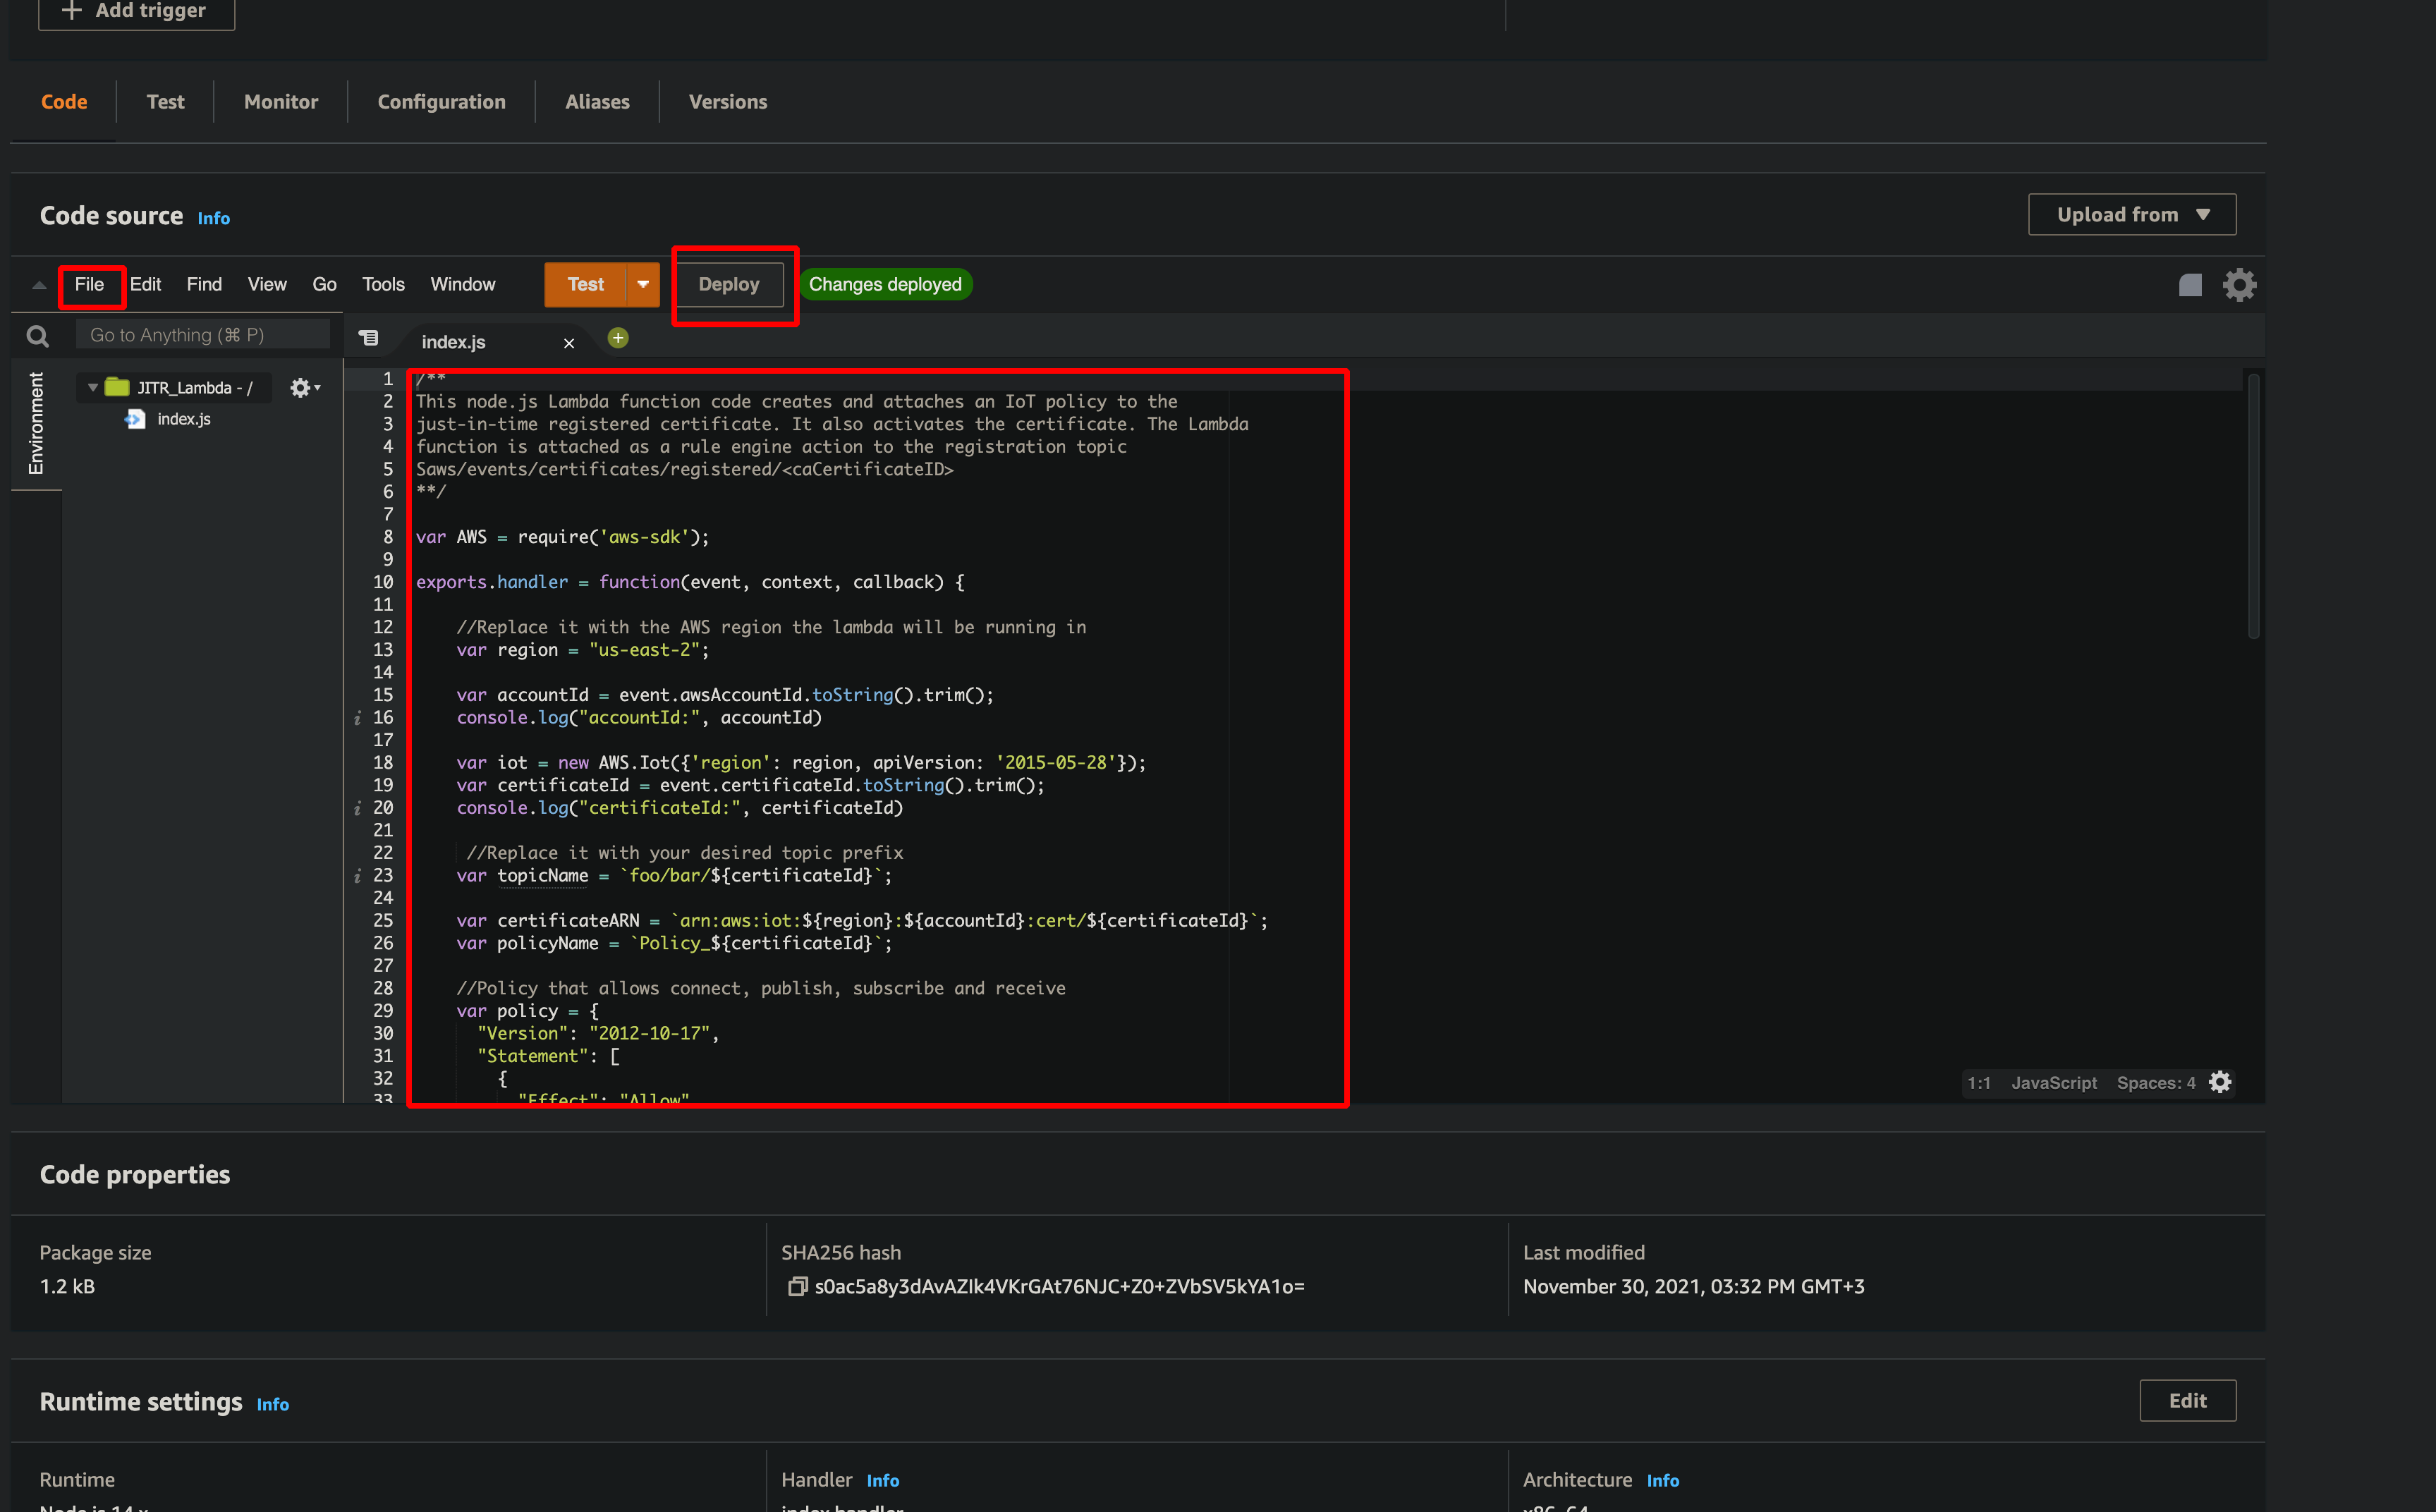 Add trigger
Code Test Monitor Configuration Aliases Versions
Code source Info
Upload from
File Edit Find View Go Tools Window Test Deploy Changes deployed
Go to Anything (⌘ P)
index.js
Environment
JITR_Lambda - /
index.js
1 /**
2 This node.js Lambda function code creates and attaches an IoT policy to the
3 just-in-time registered certificate. It also activates the certificate. The Lambda
4 function is attached as a rule engine action to the registration topic
5 Saws/events/certificates/registered/<caCertificateID>
6 **/
7
8 var AWS = require('aws-sdk');
9
10 exports.handler = function(event, context, callback) {
11
12 //Replace it with the AWS region the lambda will be running in
13 var region = "us-east-2";
14
15 var accountId = event.awsAccountId.toString().trim();
16 console.log("accountId:", accountId)
17
18 var iot = new AWS.Iot({'region': region, apiVersion: '2015-05-28'});
19 var certificateId = event.certificateId.toString().trim();
20 console.log("certificateId:", certificateId)
21
22 //Replace it with your desired topic prefix
23 var topicName = `foo/bar/${certificateId}`;
24
25 var certificateARN = `arn:aws:iot:${region}:${accountId}:cert/${certificateId}`;
26 var policyName = `Policy_${certificateId}`;
27
28 //Policy that allows connect, publish, subscribe and receive
29 var policy = {
30 "Version": "2012-10-17",
31 "Statement": [
32 {
33 "Effect": "Allow"
1:1 JavaScript Spaces: 4
Code properties
Package size
1.2 kB
SHA256 hash
s0ac5a8y3dAvAZIk4VKrGAt76NJC+Z0+ZVbSV5kYA1o=
Last modified
November 30, 2021, 03:32 PM GMT+3
Runtime settings Info
Edit
Runtime
Node.js 14.x
Handler Info
index.handler
Architecture Info
x86_64